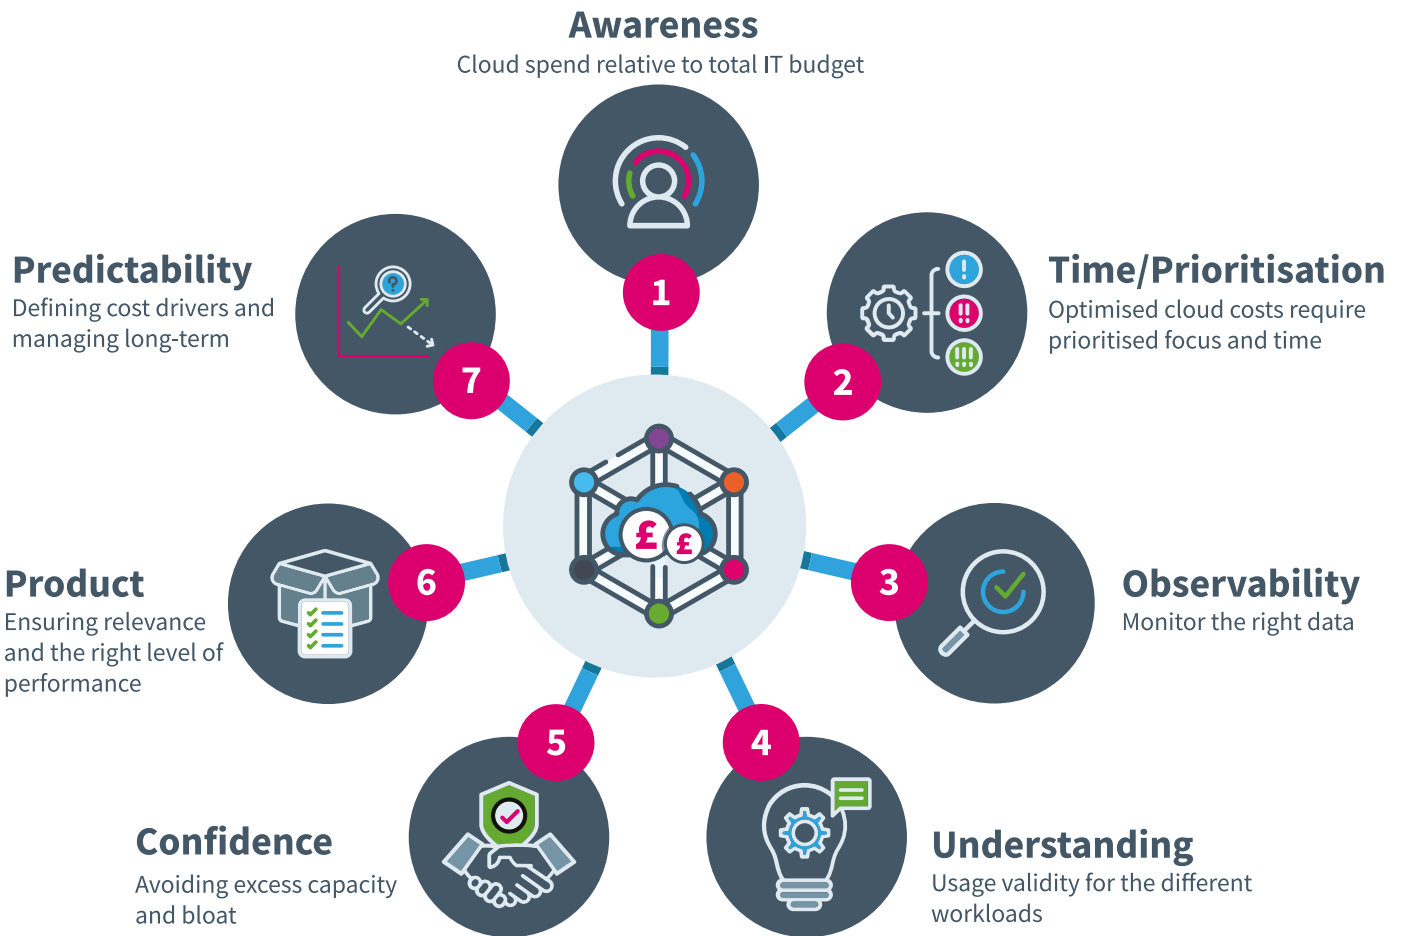 Awareness
Cloud spend relative to total IT budget
1
Time/Prioritisation
Optimised cloud costs require
prioritised focus and time
!
!!
!!!
2
Observability
Monitor the right data
3
Understanding
Usage validity for the different
workloads
4
Confidence
Avoiding excess capacity
and bloat
5
Product
Ensuring relevance
and the right level of
performance
6
Predictability
Defining cost drivers and
managing long-term
?
7
£
£